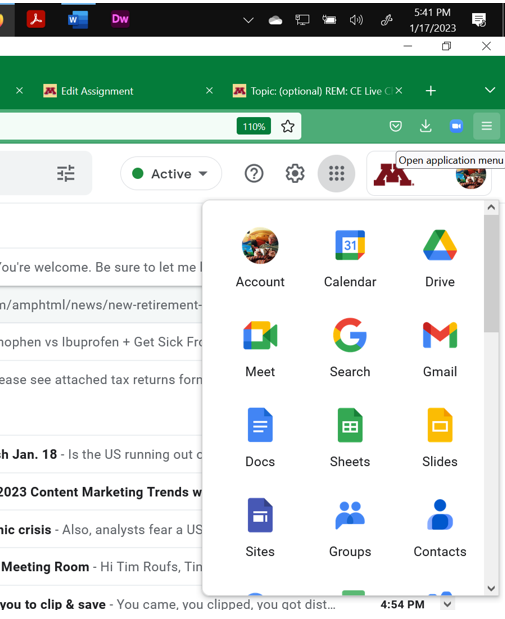 W
Dw
5:41 PM
1/17/2023
Edit Assignment
Topic: (optional) REM: CE Live
110%
Open application menu
Active
M
Account
31
Calendar
Drive
Meet
Search
Gmail
Docs
Sheets
Slides
Sites
Groups
Contacts
You're welcome. Be sure to let me
m/amphtml/news/new-retirement-
nophen vs Ibuprofen + Get Sick
ease see attached tax returns form
h Jan. 18 - Is the US running out
2023 Content Marketing Trends
nic crisis - Also, analysts fear a US
Meeting Room - Hi Tim Roufs,
you to clip & save - You came, you clipped, you got dist...
4:54 PM